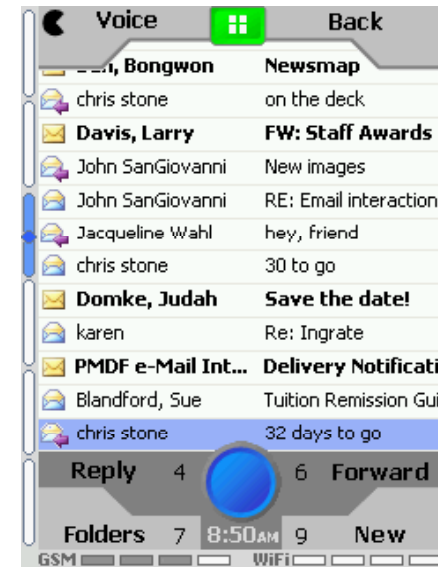 Voice Back
Bongwon Newsmap
chris stone on the deck
Davis, Larry FW: Staff Awards
John SanGiovanni New images
John SanGiovanni RE: Email interaction
Jacqueline Wahl hey, friend
chris stone 30 to go
Domke, Judah Save the date!
karen Re: Ingrate
PMDF e-Mail Int... Delivery Notificati
Blandford, Sue Tuition Remission Gui
chris stone 32 days to go
Reply 4 6 Forward
Folders 7 8:50AM 9 New
GSM WiFi